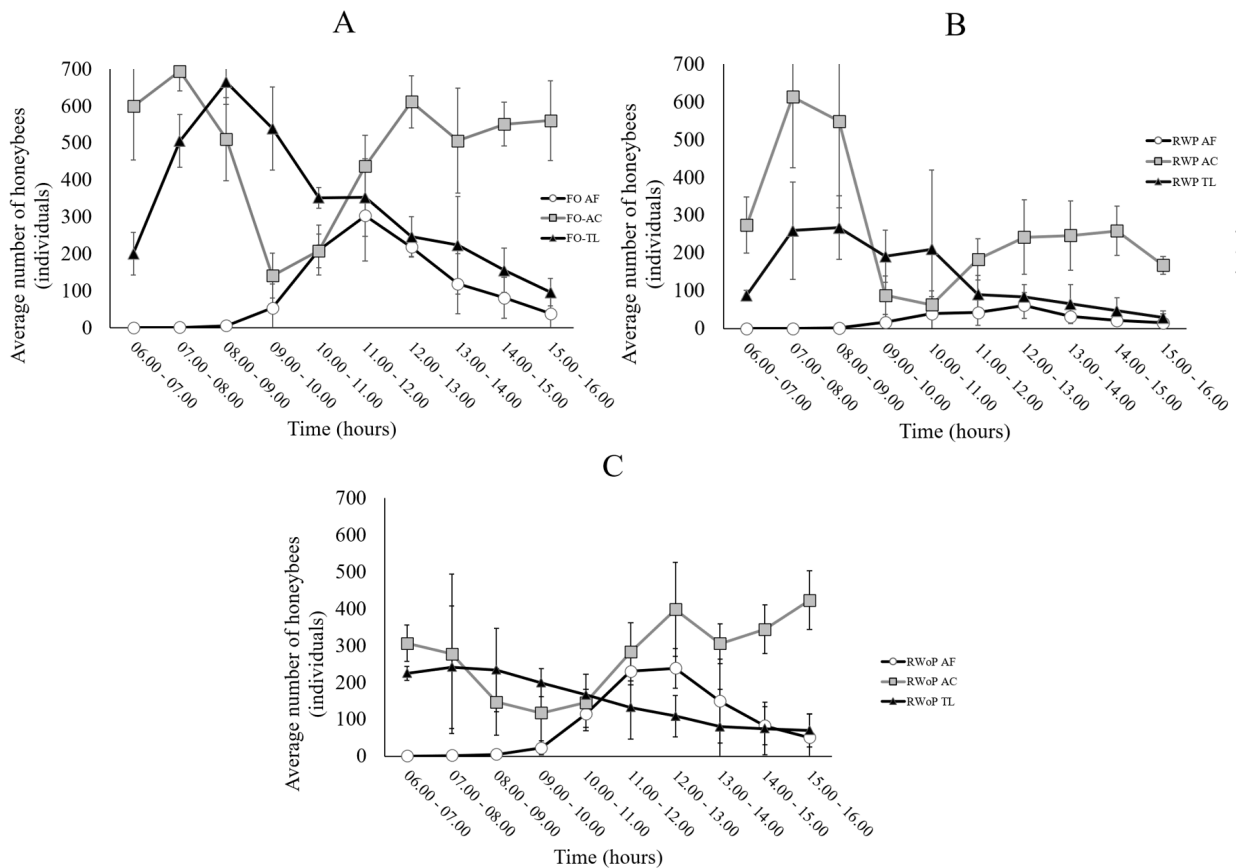 A
Average number of honeybees
(individuals)
700
600
500
400
300
200
100
0
06.00 - 07.00
07.00 - 08.00
08.00 - 09.00
09.00 - 10.00
10.00 - 11.00
11.00 - 12.00
12.00 - 13.00
13.00 - 14.00
14.00 - 15.00
15.00 - 16.00
Time (hours)
FO AF
FO-AC
FO-TL
B
Average number of honeybees
(individuals)
700
600
500
400
300
200
100
0
06.00 - 07.00
07.00 - 08.00
08.00 - 09.00
09.00 - 10.00
10.00 - 11.00
11.00 - 12.00
12.00 - 13.00
13.00 - 14.00
14.00 - 15.00
15.00 - 16.00
Time (hours)
RWP AF
RWP AC
RWP TL
C
Average number of honeybees
(individuals)
700
600
500
400
300
200
100
0
06.00 - 07.00
07.00 - 08.00
08.00 - 09.00
09.00 - 10.00
10.00 - 11.00
11.00 - 12.00
12.00 - 13.00
13.00 - 14.00
14.00 - 15.00
15.00 - 16.00
Time (hours)
RWoP AF
RWoP AC
RWoP TL